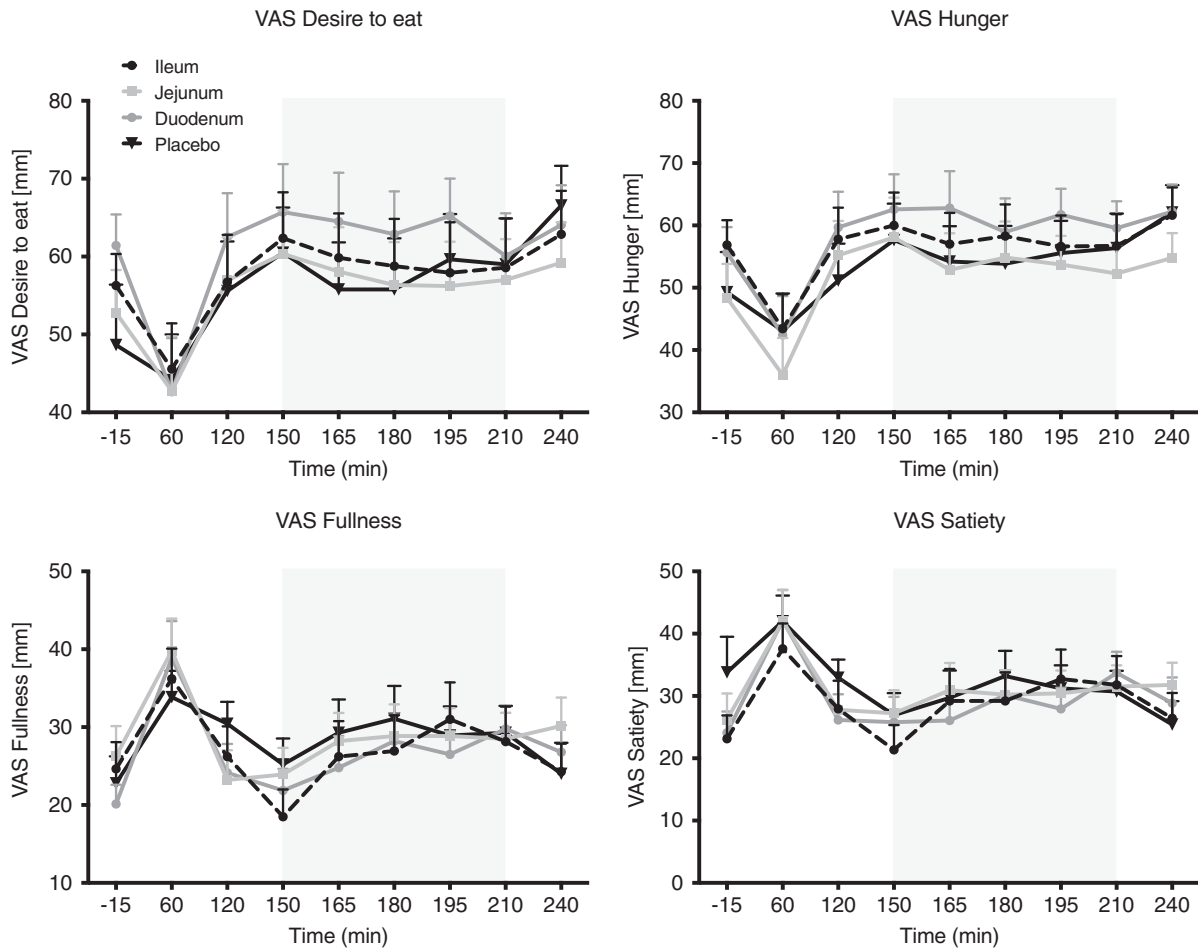 VAS Desire to eat
Ileum
Jejunum
Duodenum
Placebo
VAS Desire to eat [mm]
80
70
60
50
40
-15 60 120 150 165 180 195 210 240
Time (min)
VAS Hunger
VAS Hunger [mm]
80
70
60
50
40
30
-15 60 120 150 165 180 195 210 240
Time (min)
VAS Fullness
VAS Fullness [mm]
50
40
30
20
10
-15 60 120 150 165 180 195 210 240
Time (min)
VAS Satiety
VAS Satiety [mm]
50
40
30
20
10
0
-15 60 120 150 165 180 195 210 240
Time (min)